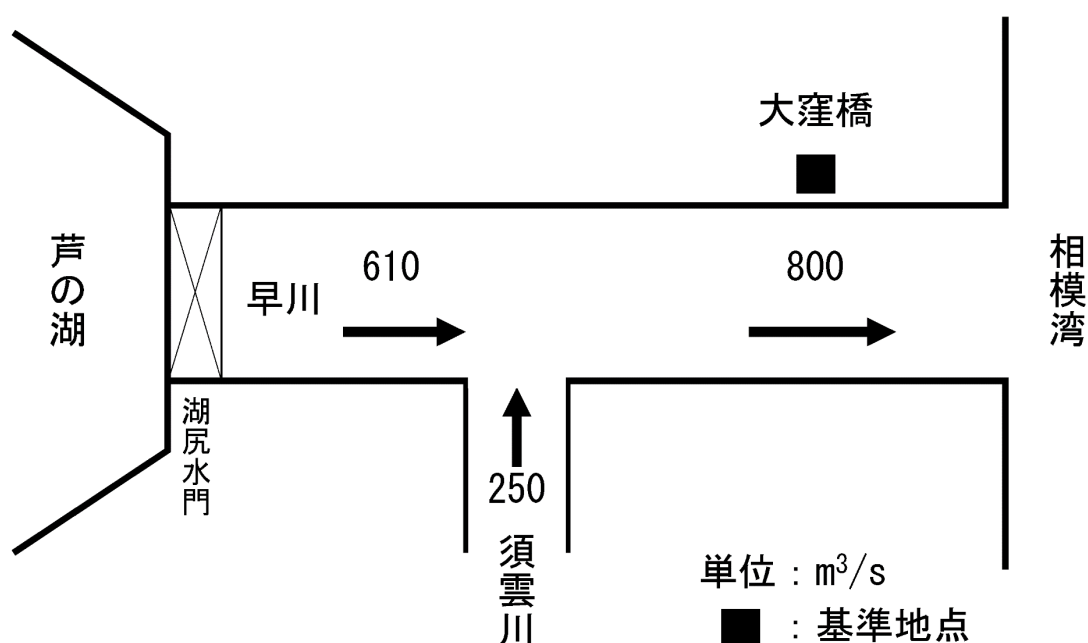 大窪橋
芦の湖
610
800
早川
相模湾
湖尻水門
250
須雲川
単位：m³/s
■：基準地点